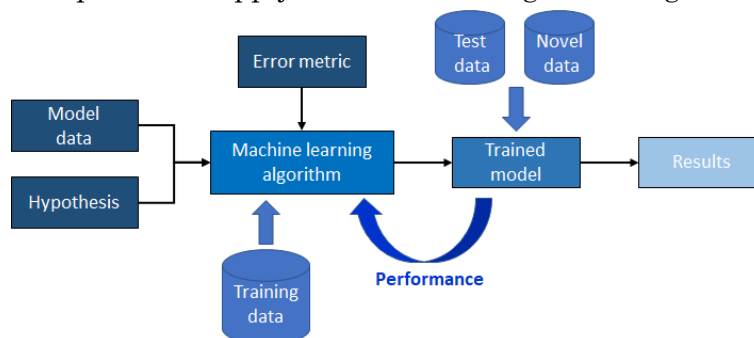 Test
data
Novel
data
Error metric
Model
data
Machine learning
algorithm
Trained
model
Results
Hypothesis
Performance
Training
data